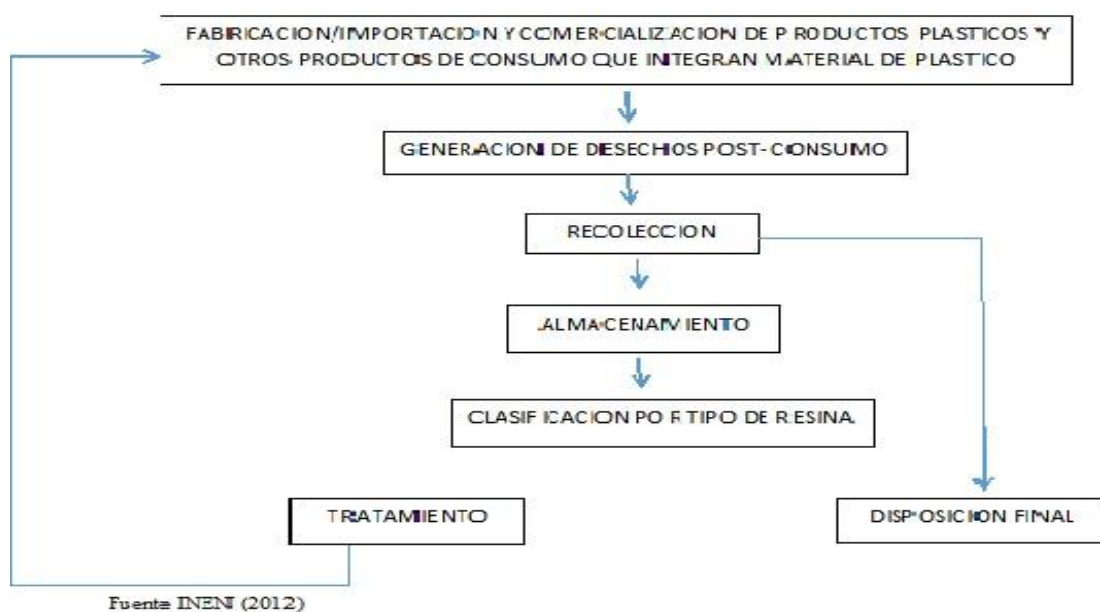 FABRICACION/IMPORTACION Y COMERCIALIZACION DE PRODUCTOS PLASTICOS Y
OTROS PRODUCTOS DE CONSUMO QUE INTEGRAN MATERIAL DE PLASTICO
GENERACION DE DESECHOS POST-CONSUMO
RECOLECCION
ALMACENAMIENTO
CLASIFICACION POR TIPO DE RESINA.
TRATAMIENTO
DISPOSICION FINAL
Fuente INEN (2012)